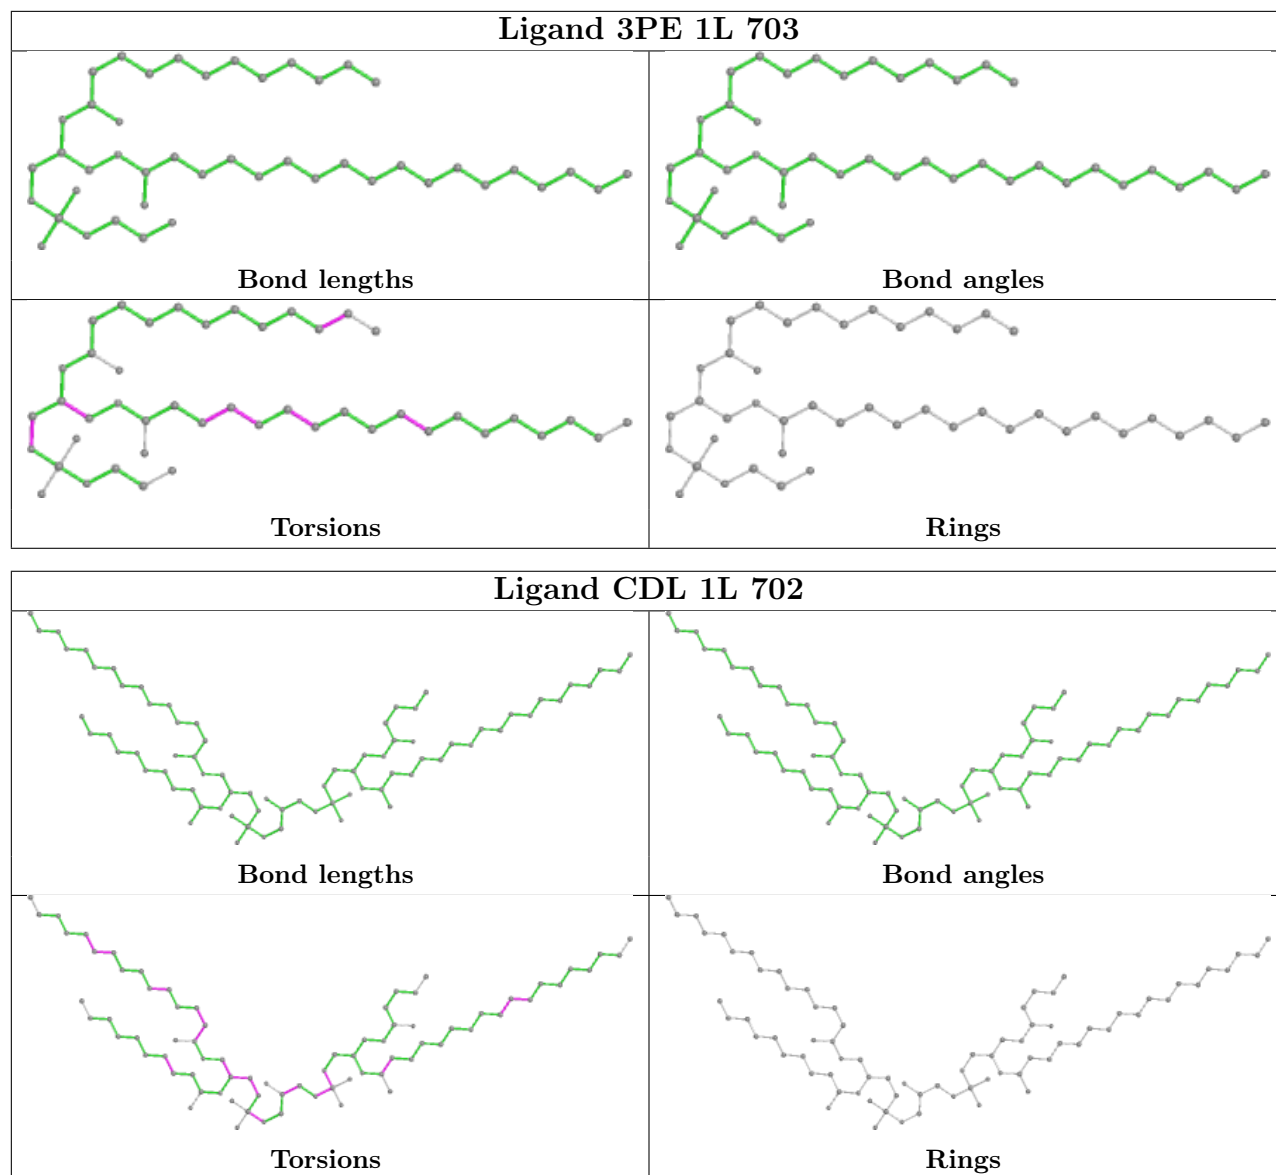 Ligand 3PE 1L 703
Bond lengths
Bond angles
Torsions
Rings
Ligand CDL 1L 702
Bond lengths
Bond angles
Torsions
Rings